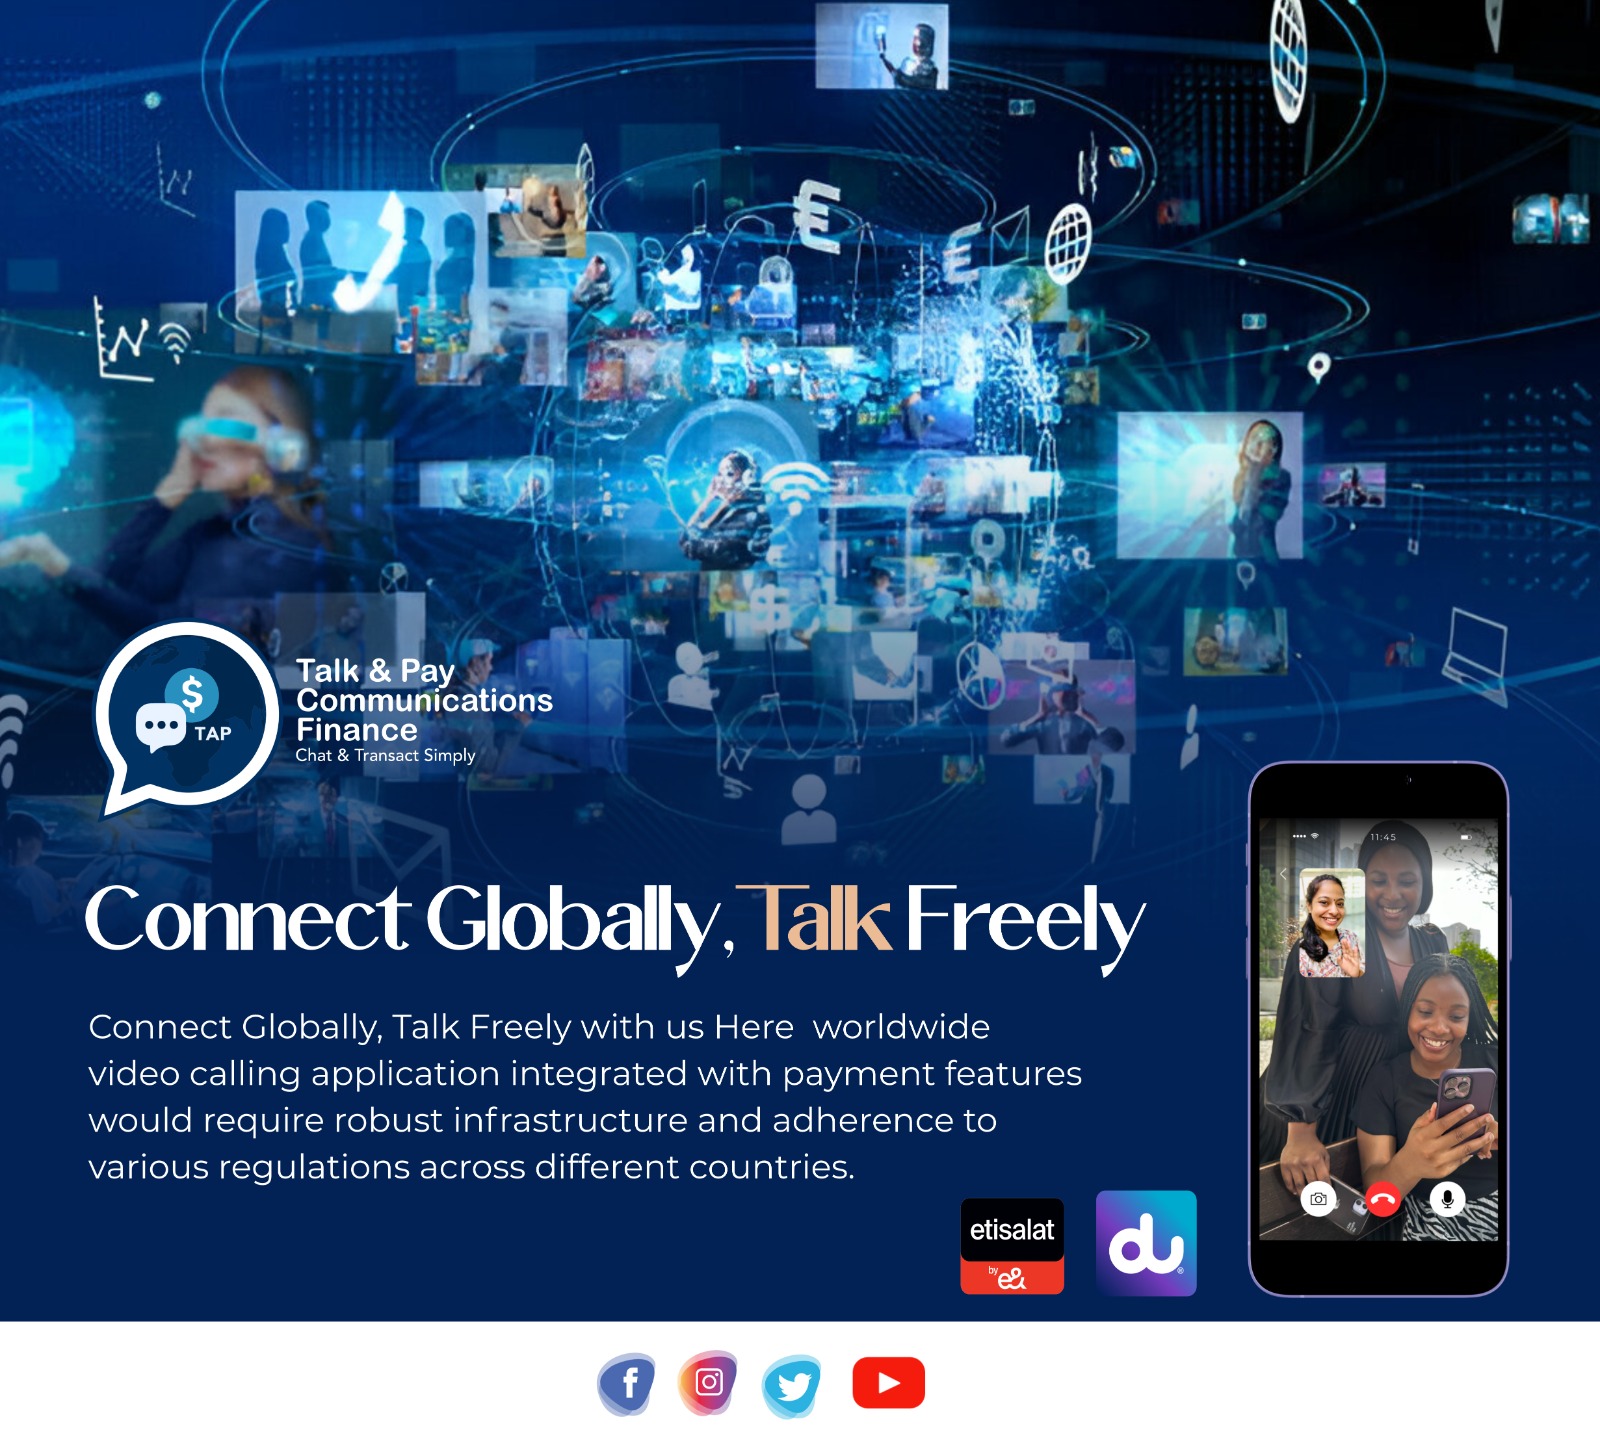 Talk & Pay
Communications
Finance
Chat & Transact Simply
$
TAP
Connect Globally, Talk Freely
Connect Globally, Talk Freely with us Here  worldwide
video calling application integrated with payment features
would require robust infrastructure and adherence to
various regulations across different countries.
11:45
etisalat
by e&
du